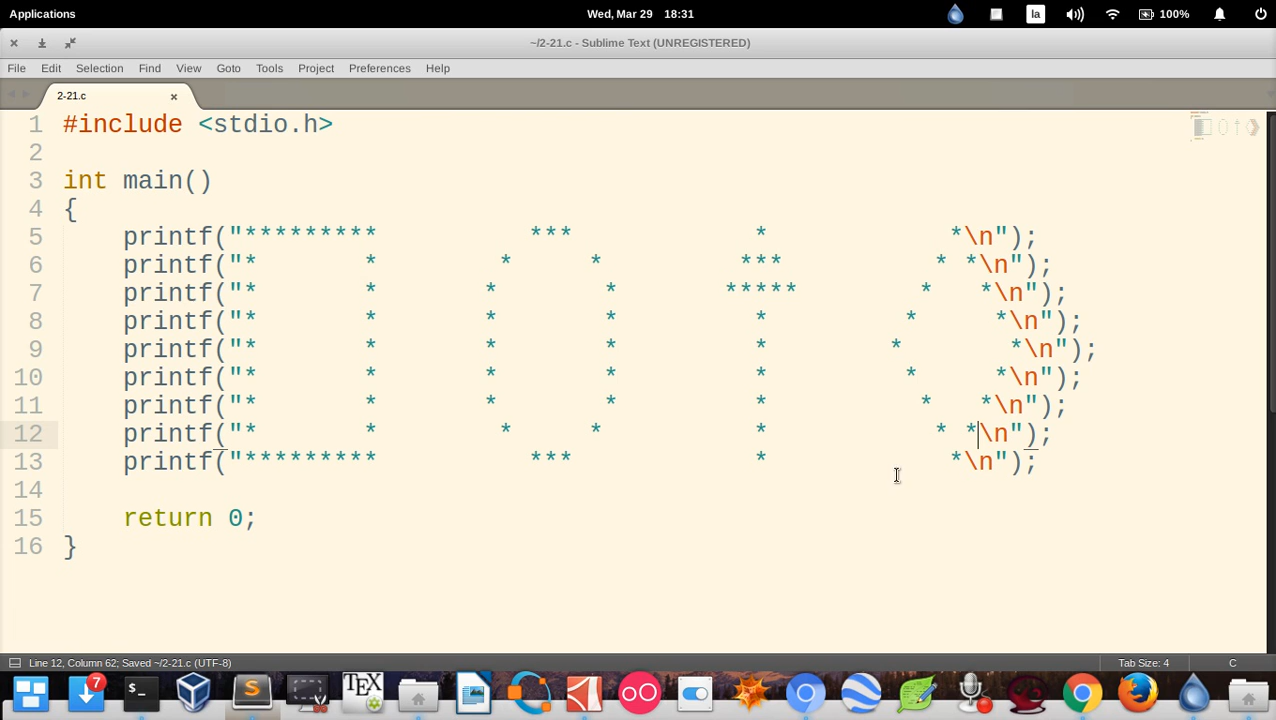 Applications
Wed, Mar 29 18:31
la
100%
~/2-21.c - Sublime Text (UNREGISTERED)
File Edit Selection Find View Goto Tools Project Preferences Help
2-21.c
1 #include <stdio.h>
2
3 int main()
4 {
5     printf("*********          ***            *            *\n");
6     printf("*       *        *     *         ***          * *\n");
7     printf("*       *       *       *       *****        *   *\n");
8     printf("*       *       *       *         *         *     *\n");
9     printf("*       *       *       *         *        *       *\n");
10     printf("*       *       *       *         *         *     *\n");
11     printf("*       *       *       *         *          *   *\n");
12     printf("*       *        *     *          *           * *\n");
13     printf("*********          ***            *            *\n");
14
15     return 0;
16 }
Line 12, Column 62; Saved ~/2-21.c (UTF-8)
Tab Size: 4
C
7
>_
S
TEX